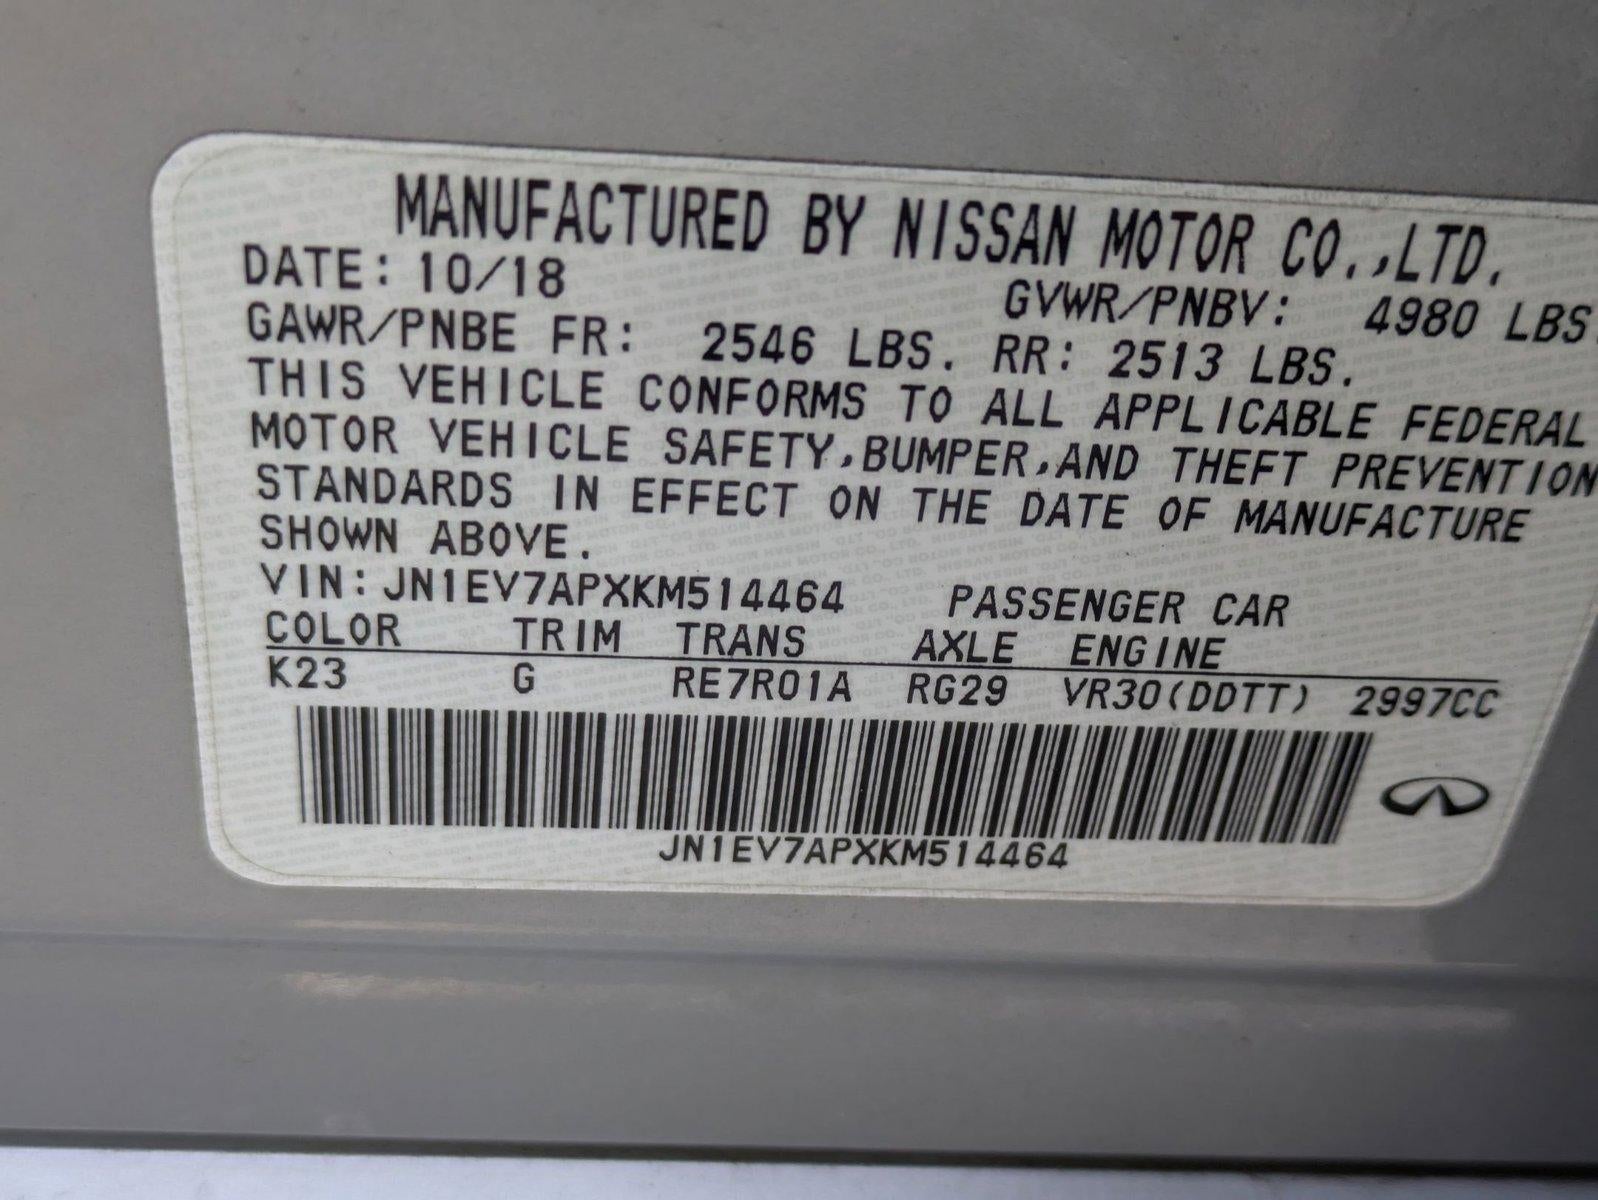 MANUFACTURED BY NISSAN MOTOR CO.,LTD.
DATE: 10/18 GVWR/PNBV: 4980 LBS.
GAWR/PNBE FR: 2546 LBS. RR: 2513 LBS.
THIS VEHICLE CONFORMS TO ALL APPLICABLE FEDERAL
MOTOR VEHICLE SAFETY,BUMPER,AND THEFT PREVENTION
STANDARDS IN EFFECT ON THE DATE OF MANUFACTURE
SHOWN ABOVE.
VIN:JN1EV7APXKM514464 PASSENGER CAR
COLOR TRIM TRANS AXLE ENGINE
K23 G RE7R01A RG29 VR30(DDTT) 2997CC
JN1EV7APXKM514464